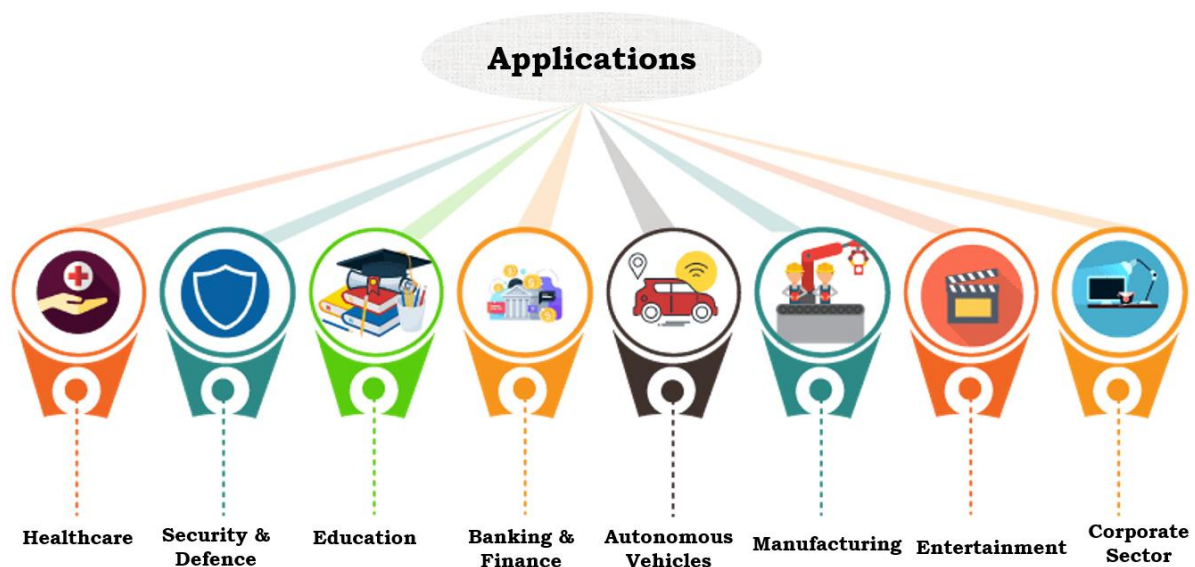 Applications
Healthcare
Security &
Defence
Education
Banking &
Finance
Autonomous
Vehicles
Manufacturing
Entertainment
Corporate
Sector